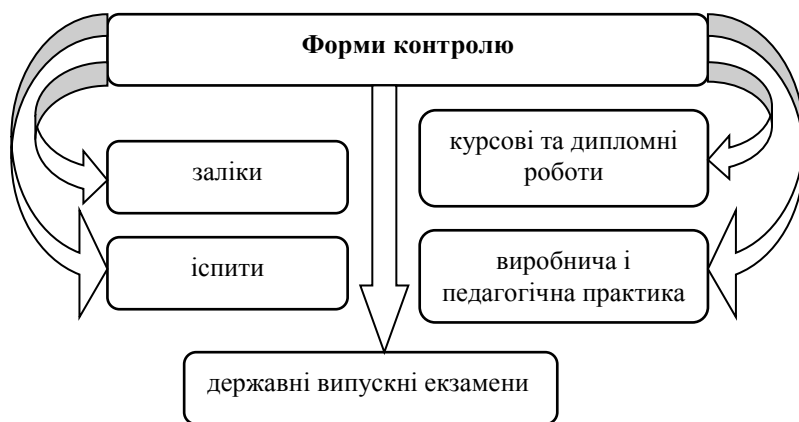 Форми контролю
заліки
курсові та дипломні
роботи
іспити
виробнича і
педагогічна практика
державні випускні екзамени